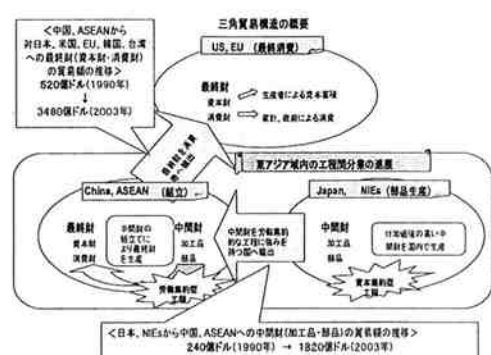 三角貿易構造の概要
<中国、ASEANから
対日本、米国、EU、韓国、台湾
への最終財(資本財・消費財)
の貿易額の推移>
520億ドル(1990年)
↓
3480億ドル(2003年)
US, EU (最終消費)
最終財
資本財
生産者による資本蓄積
消費財
家計、政府による消費
最終財を消費
地へ輸出
東アジア域内の工程間分業の進展
China, ASEAN (組立)
最終財
資本財
消費財
中間財の
組立てに
より最終財
を生産
中間財
加工品
部品
労働集約型
工程
中間財を労働集約
的な工程に強みを
持つ国へ輸出
Japan, NIEs (部品生産)
中間財
加工品
部品
付加価値の高い中
間財を国内で生産
資本集約型
工程
<日本、NIEsから中国、ASEANへの中間財(加工品・部品)の貿易額の推移>
240億ドル(1990年) → 1820億ドル(2003年)